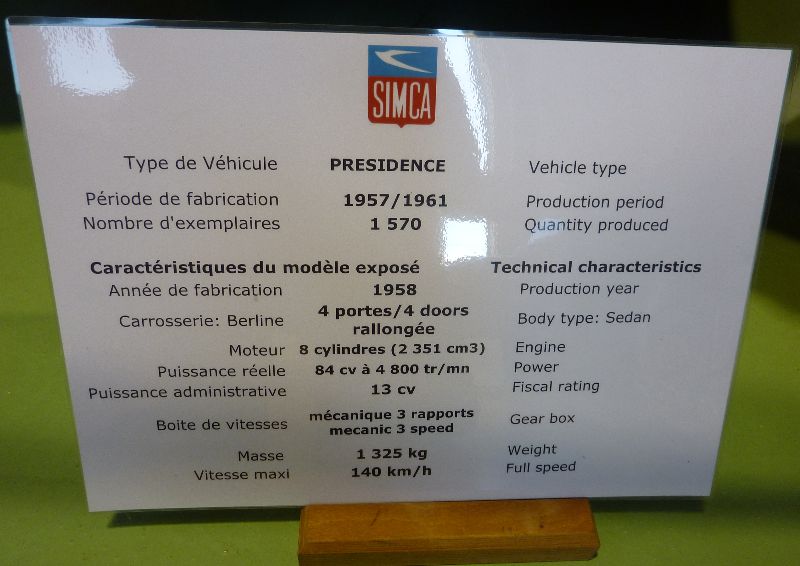 SIMCA
Type de Véhicule PRESIDENCE Vehicle type
Période de fabrication 1957/1961 Production period
Nombre d'exemplaires 1 570 Quantity produced
Caractéristiques du modèle exposé Technical characteristics
Année de fabrication 1958 Production year
Carrosserie: Berline 4 portes/4 doors rallongée Body type: Sedan
Moteur 8 cylindres (2 351 cm3) Engine
Puissance réelle 84 cv à 4 800 tr/mn Power
Puissance administrative 13 cv Fiscal rating
Boite de vitesses mécanique 3 rapports mecanic 3 speed Gear box
Masse 1 325 kg Weight
Vitesse maxi 140 km/h Full speed